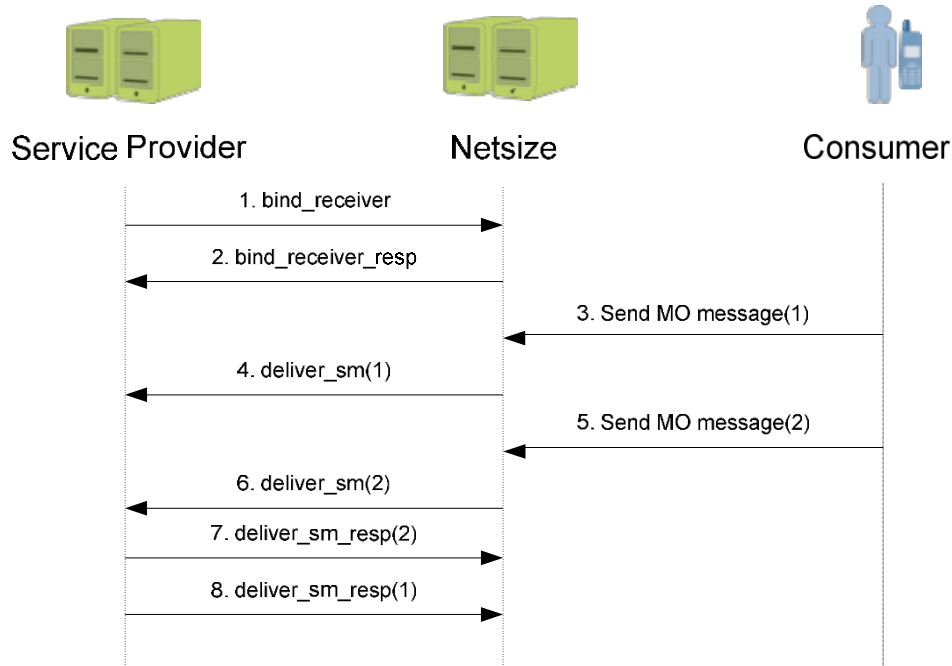 Service Provider
Netsize
Consumer
1. bind_receiver
2. bind_receiver_resp
3. Send MO message(1)
4. deliver_sm(1)
5. Send MO message(2)
6. deliver_sm(2)
7. deliver_sm_resp(2)
8. deliver_sm_resp(1)